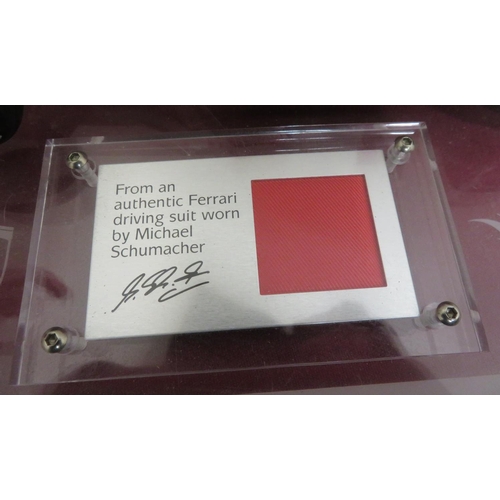 From an
authentic Ferrari
driving suit worn
by Michael
Schumacher